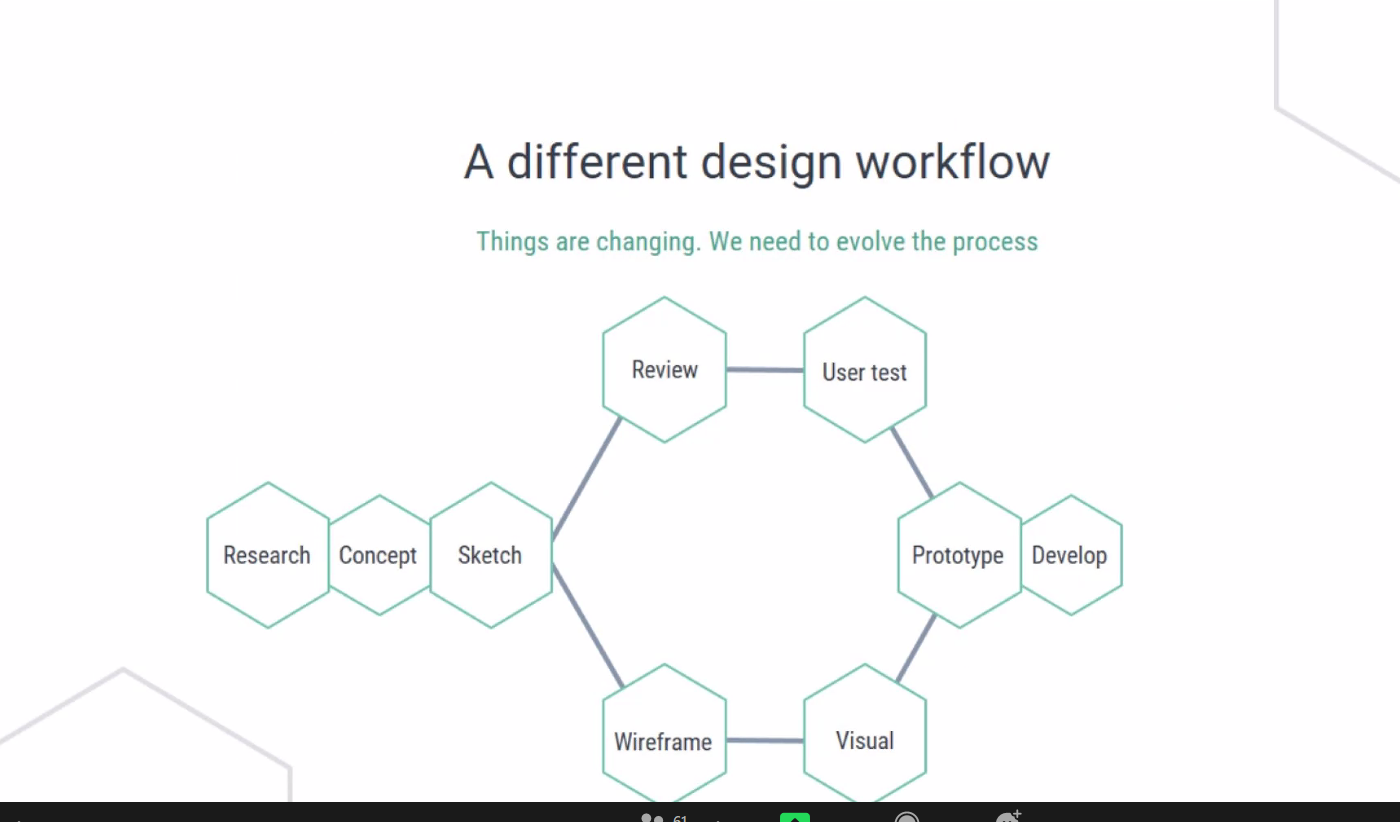 A different design workflow
Things are changing. We need to evolve the process
Review
User test
Research
Concept
Sketch
Prototype
Develop
Wireframe
Visual
61